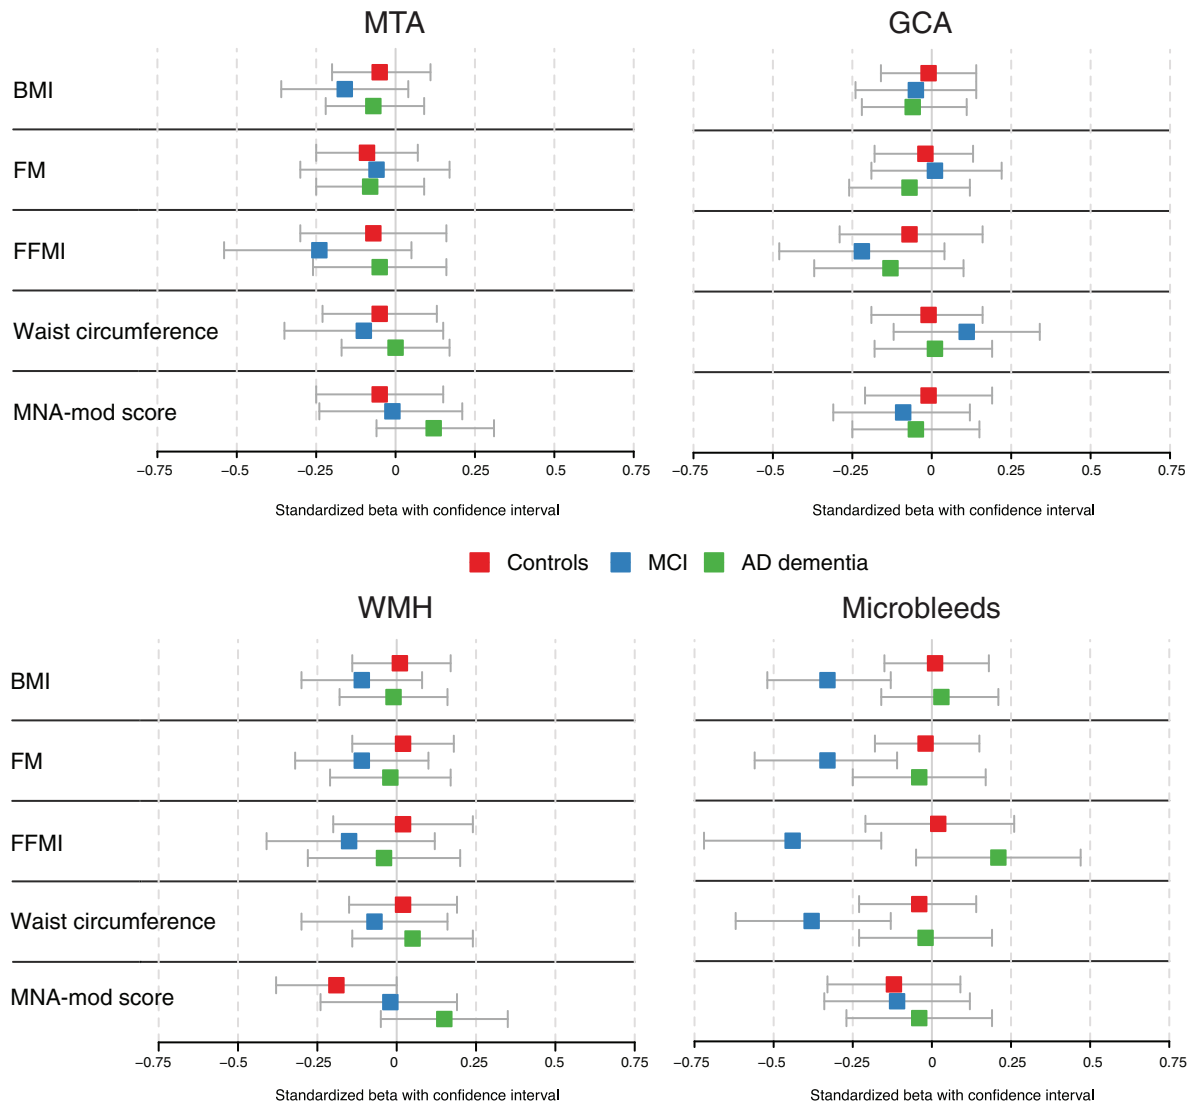 MTA GCA
BMI
FM
FFMI
Waist circumference
MNA-mod score
−0.75 −0.5 −0.25 0 0.25 0.5 0.75 −0.75 −0.5 −0.25 0 0.25 0.5 0.75
Standardized beta with confidence interval Standardized beta with confidence interval
Controls MCI AD dementia
WMH Microbleeds
BMI
FM
FFMI
Waist circumference
MNA-mod score
−0.75 −0.5 −0.25 0 0.25 0.5 0.75 −0.75 −0.5 −0.25 0 0.25 0.5 0.75
Standardized beta with confidence interval Standardized beta with confidence interval